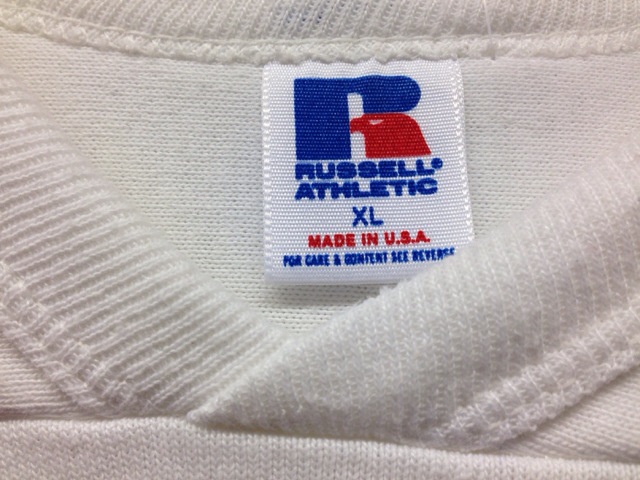 RUSSELL®
ATHLETIC
XL
MADE IN U.S.A.
FOR CARE & CONTENT SEE REVERSE